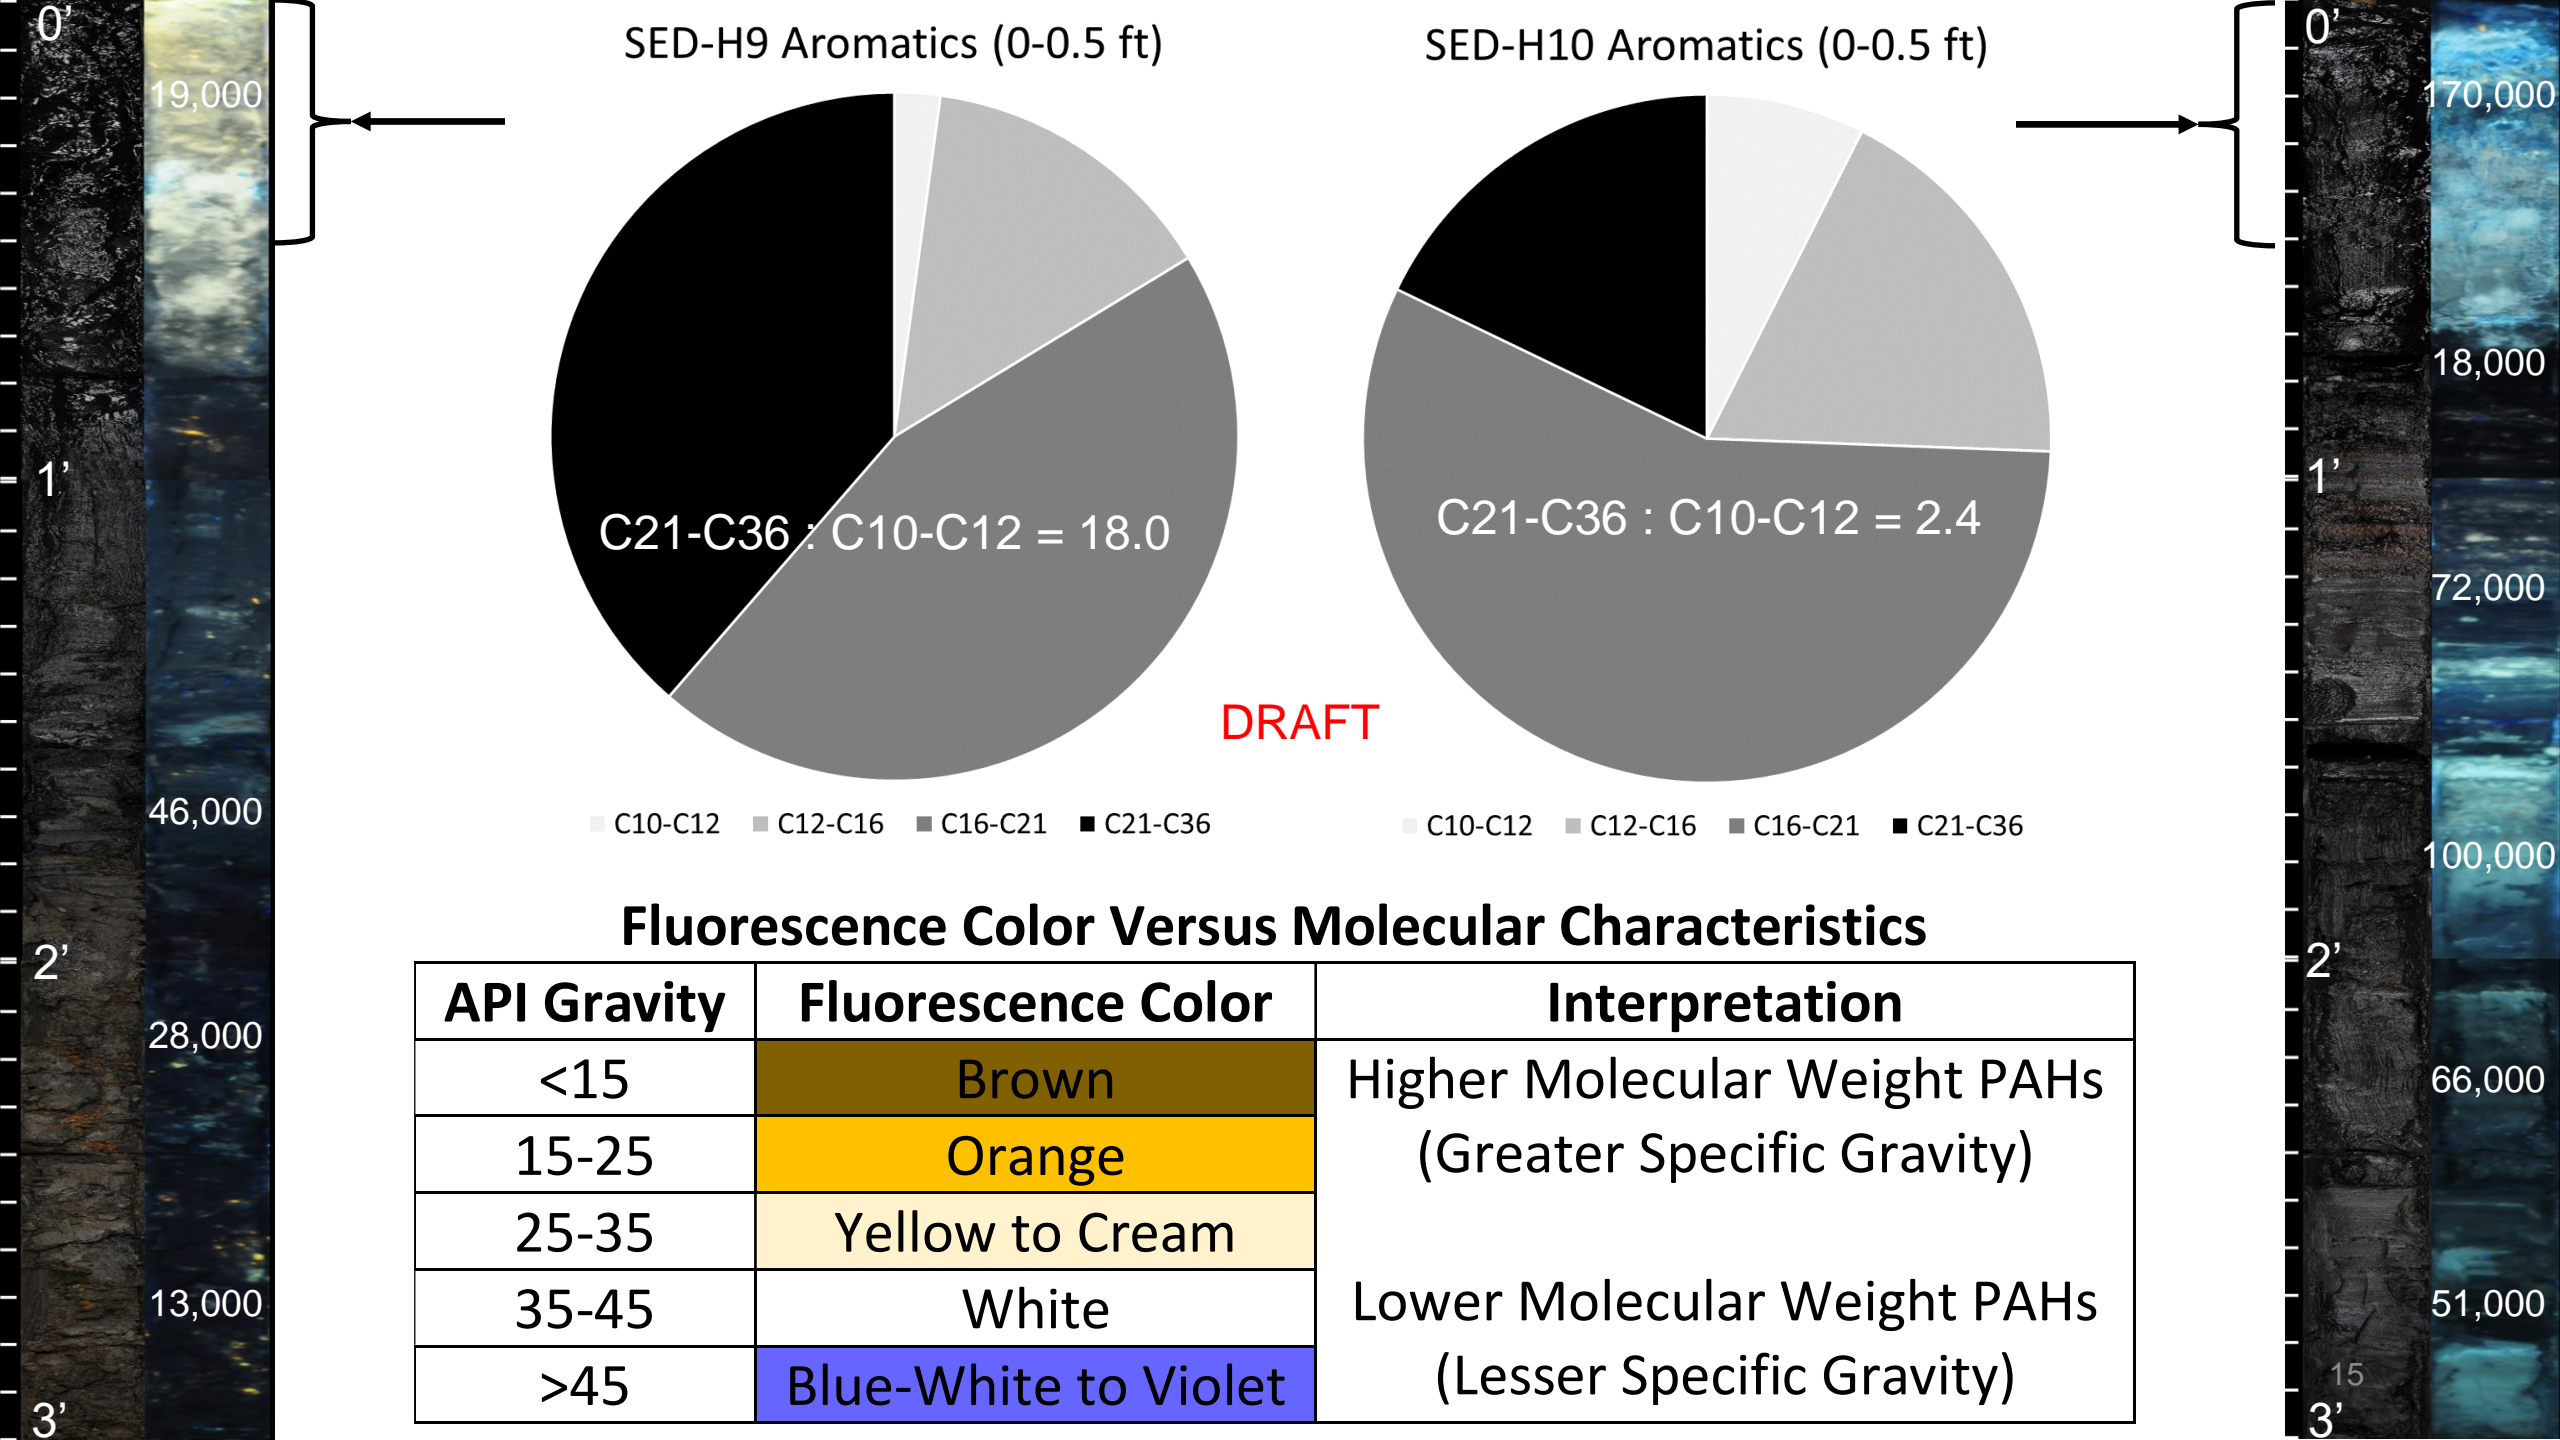 0’
19,000
1’
46,000
2’
28,000
13,000
3’
SED-H9 Aromatics (0-0.5 ft)
C21-C36 : C10-C12 = 18.0
C10-C12 C12-C16 C16-C21 C21-C36
SED-H10 Aromatics (0-0.5 ft)
C21-C36 : C10-C12 = 2.4
C10-C12 C12-C16 C16-C21 C21-C36
DRAFT
Fluorescence Color Versus Molecular Characteristics
API Gravity Fluorescence Color Interpretation
<15 Brown Higher Molecular Weight PAHs
15-25 Orange (Greater Specific Gravity)
25-35 Yellow to Cream
35-45 White Lower Molecular Weight PAHs
>45 Blue-White to Violet (Lesser Specific Gravity)
0’
170,000
18,000
1’
72,000
100,000
2’
66,000
51,000
15
3’